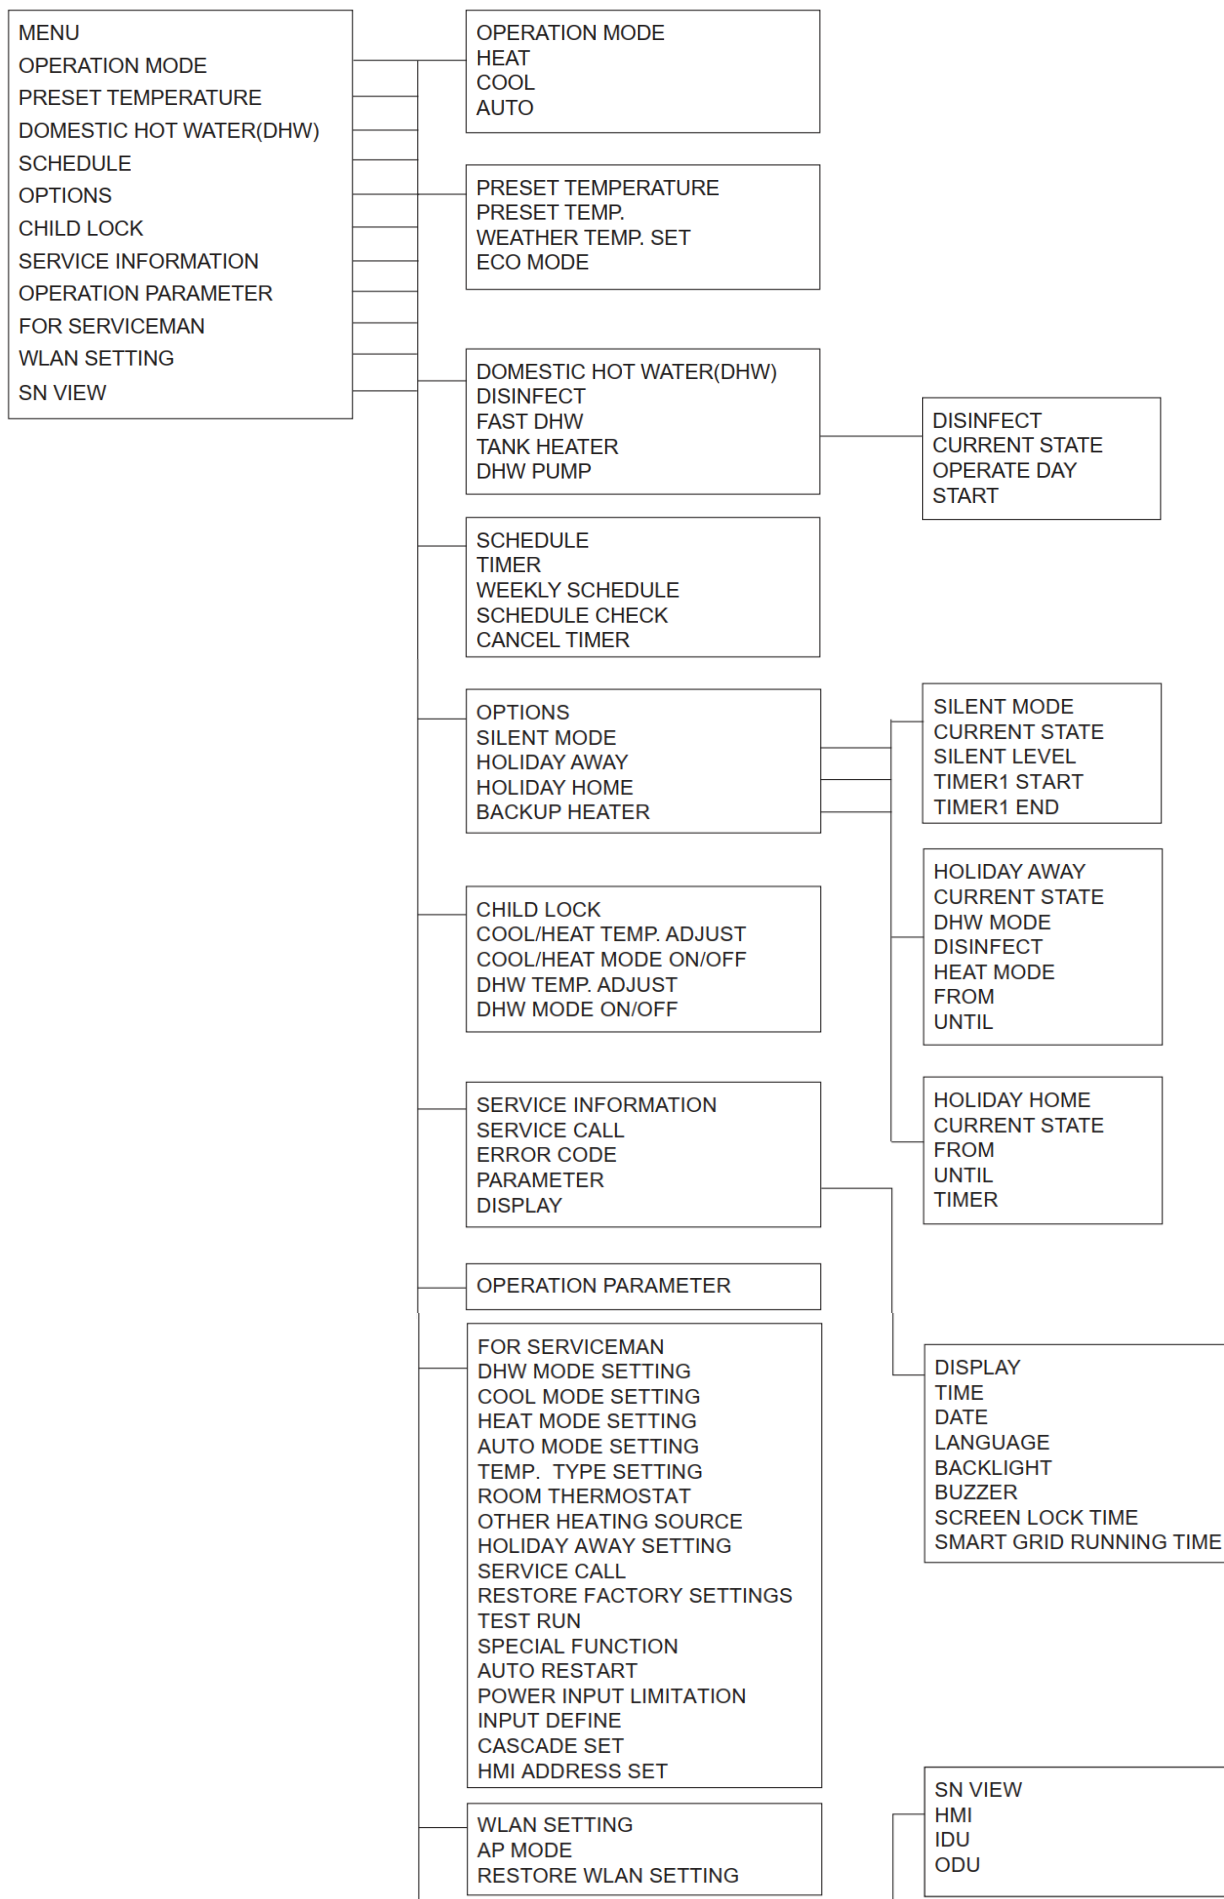 MENU
OPERATION MODE
PRESET TEMPERATURE
DOMESTIC HOT WATER(DHW)
SCHEDULE
OPTIONS
CHILD LOCK
SERVICE INFORMATION
OPERATION PARAMETER
FOR SERVICEMAN
WLAN SETTING
SN VIEW
OPERATION MODE
HEAT
COOL
AUTO
PRESET TEMPERATURE
PRESET TEMP.
WEATHER TEMP. SET
ECO MODE
DOMESTIC HOT WATER(DHW)
DISINFECT
FAST DHW
TANK HEATER
DHW PUMP
DISINFECT
CURRENT STATE
OPERATE DAY
START
SCHEDULE
TIMER
WEEKLY SCHEDULE
SCHEDULE CHECK
CANCEL TIMER
OPTIONS
SILENT MODE
HOLIDAY AWAY
HOLIDAY HOME
BACKUP HEATER
SILENT MODE
CURRENT STATE
SILENT LEVEL
TIMER1 START
TIMER1 END
HOLIDAY AWAY
CURRENT STATE
DHW MODE
DISINFECT
HEAT MODE
FROM
UNTIL
HOLIDAY HOME
CURRENT STATE
FROM
UNTIL
TIMER
CHILD LOCK
COOL/HEAT TEMP. ADJUST
COOL/HEAT MODE ON/OFF
DHW TEMP. ADJUST
DHW MODE ON/OFF
SERVICE INFORMATION
SERVICE CALL
ERROR CODE
PARAMETER
DISPLAY
DISPLAY
TIME
DATE
LANGUAGE
BACKLIGHT
BUZZER
SCREEN LOCK TIME
SMART GRID RUNNING TIME
OPERATION PARAMETER
FOR SERVICEMAN
DHW MODE SETTING
COOL MODE SETTING
HEAT MODE SETTING
AUTO MODE SETTING
TEMP. TYPE SETTING
ROOM THERMOSTAT
OTHER HEATING SOURCE
HOLIDAY AWAY SETTING
SERVICE CALL
RESTORE FACTORY SETTINGS
TEST RUN
SPECIAL FUNCTION
AUTO RESTART
POWER INPUT LIMITATION
INPUT DEFINE
CASCADE SET
HMI ADDRESS SET
WLAN SETTING
AP MODE
RESTORE WLAN SETTING
SN VIEW
HMI
IDU
ODU